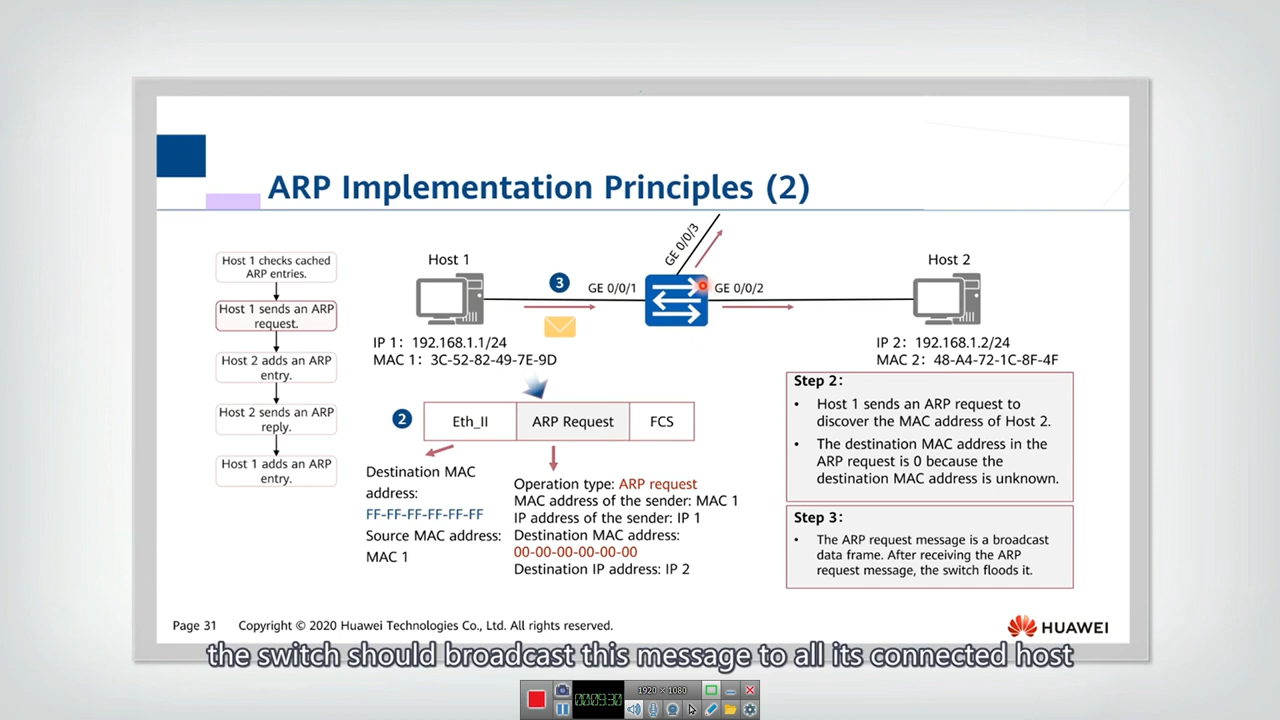 ARP Implementation Principles (2)
Host 1 checks cached
ARP entries.
Host 1 sends an ARP
request.
Host 2 adds an ARP
entry.
Host 2 sends an ARP
reply.
Host 1 adds an ARP
entry.
Host 1
3
GE 0/0/1
GE 0/0/3
GE 0/0/2
Host 2
IP 1: 192.168.1.1/24
MAC 1: 3C-52-82-49-7E-9D
IP 2: 192.168.1.2/24
MAC 2: 48-A4-72-1C-8F-4F
2
Eth_II
ARP Request
FCS
Destination MAC
address:
FF-FF-FF-FF-FF-FF
Source MAC address:
MAC 1
Operation type: ARP request
MAC address of the sender: MAC 1
IP address of the sender: IP 1
Destination MAC address:
00-00-00-00-00-00
Destination IP address: IP 2
Step 2:
• Host 1 sends an ARP request to
discover the MAC address of Host 2.
• The destination MAC address in the
ARP request is 0 because the
destination MAC address is unknown.
Step 3:
• The ARP request message is a broadcast
data frame. After receiving the ARP
request message, the switch floods it.
Page 31 Copyright © 2020 Huawei Technologies Co., Ltd. All rights reserved.
HUAWEI
the switch should broadcast this message to all its connected host
00:09:30
1920 × 1080